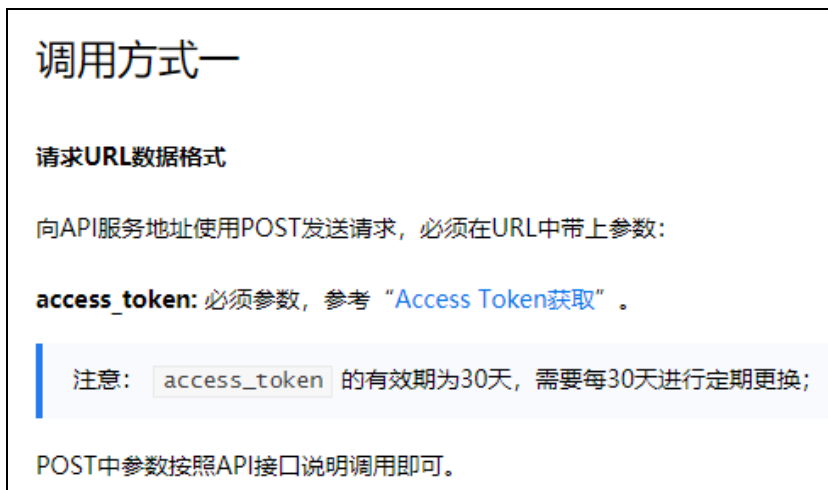 调用方式一
请求URL数据格式
向API服务地址使用POST发送请求，必须在URL中带上参数：
access_token: 必须参数，参考“Access Token获取”。
注意： access_token 的有效期为30天，需要每30天进行定期更换；
POST中参数按照API接口说明调用即可。